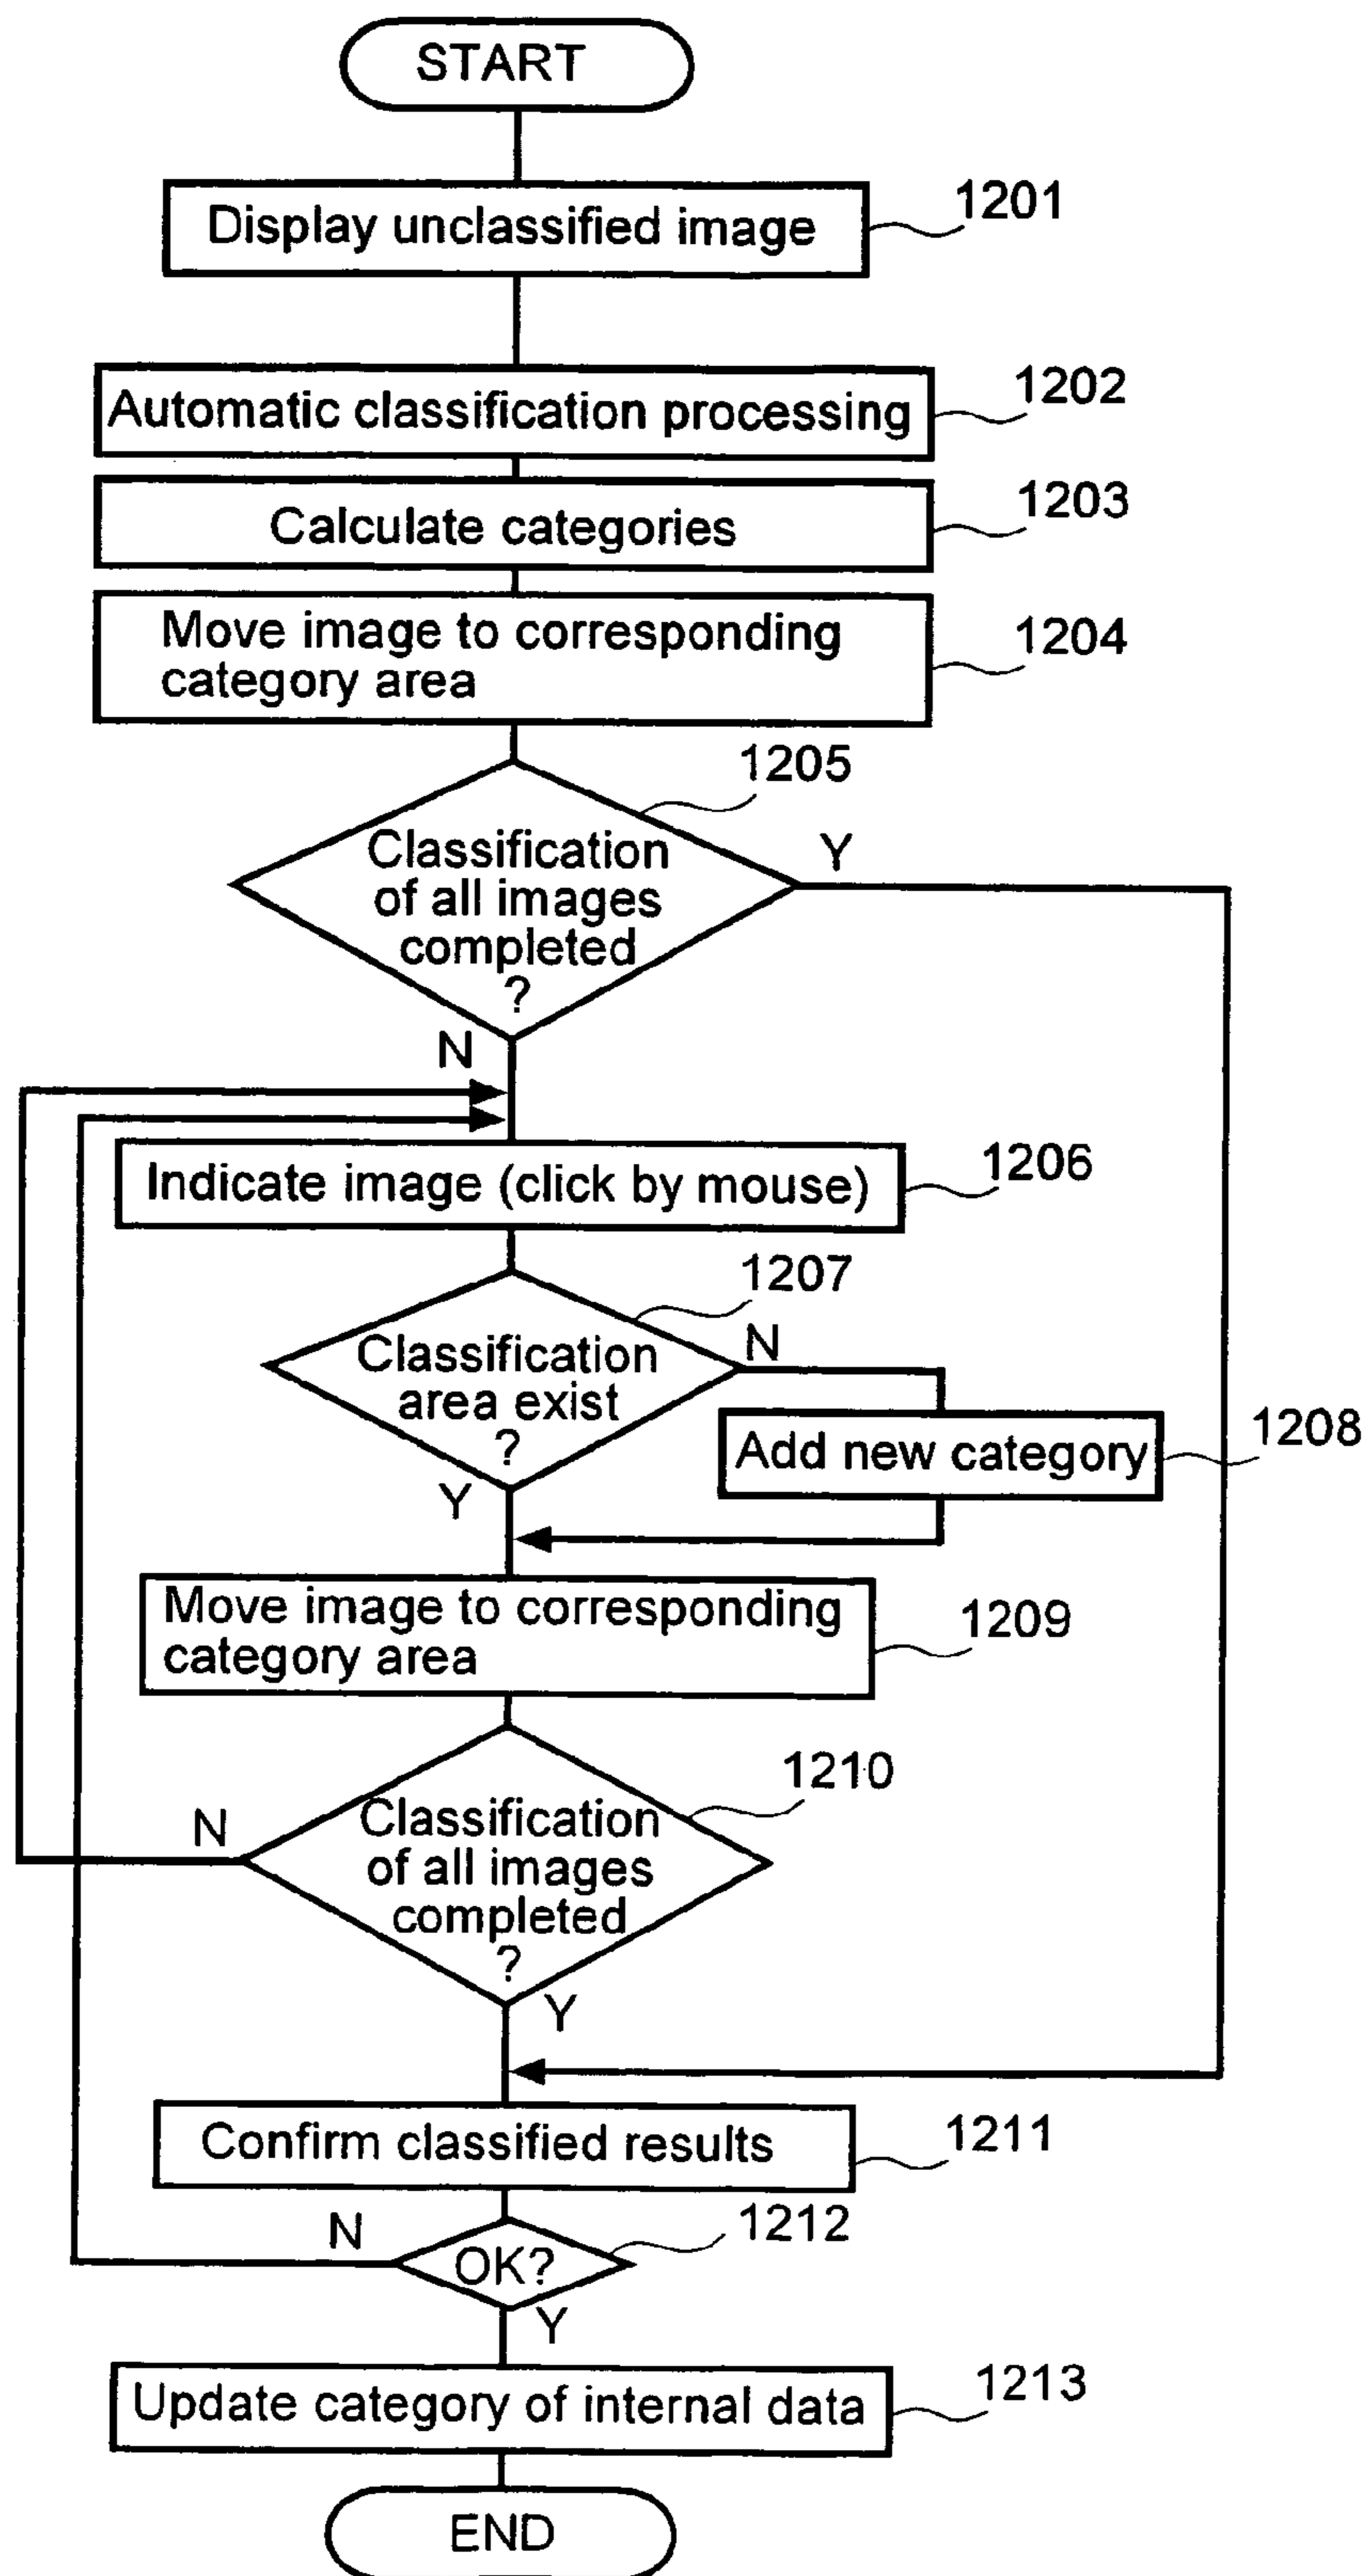 START
Display unclassified image
1201
Automatic classification processing
1202
Calculate categories
1203
Move image to corresponding
category area
1204
1205
Classification
of all images
completed
?
Y
N
Indicate image (click by mouse)
1206
1207
Classification
area exist
?
N
Y
Add new category
1208
Move image to corresponding
category area
1209
1210
Classification
of all images
completed
?
N
Y
Confirm classified results
1211
1212
OK?
N
Y
Update category of internal data
1213
END